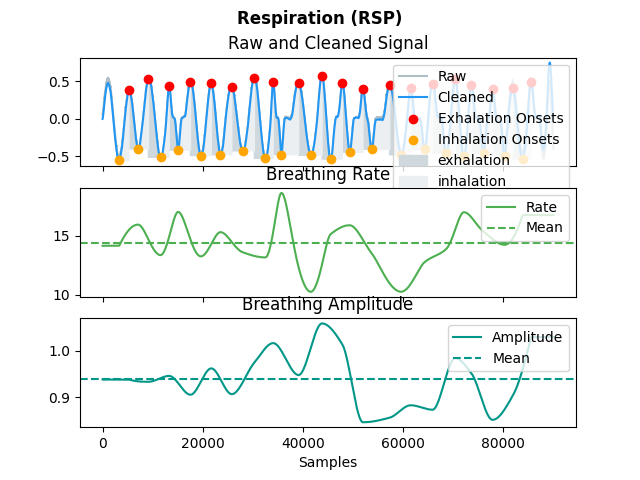 Respiration (RSP)
Raw and Cleaned Signal
0.5
0.0
−0.5
Raw
Cleaned
Exhalation Onsets
Inhalation Onsets
exhalation
inhalation
Breathing Rate
15
10
Rate
Mean
Breathing Amplitude
1.0
0.9
Amplitude
Mean
0 20000 40000 60000 80000
Samples